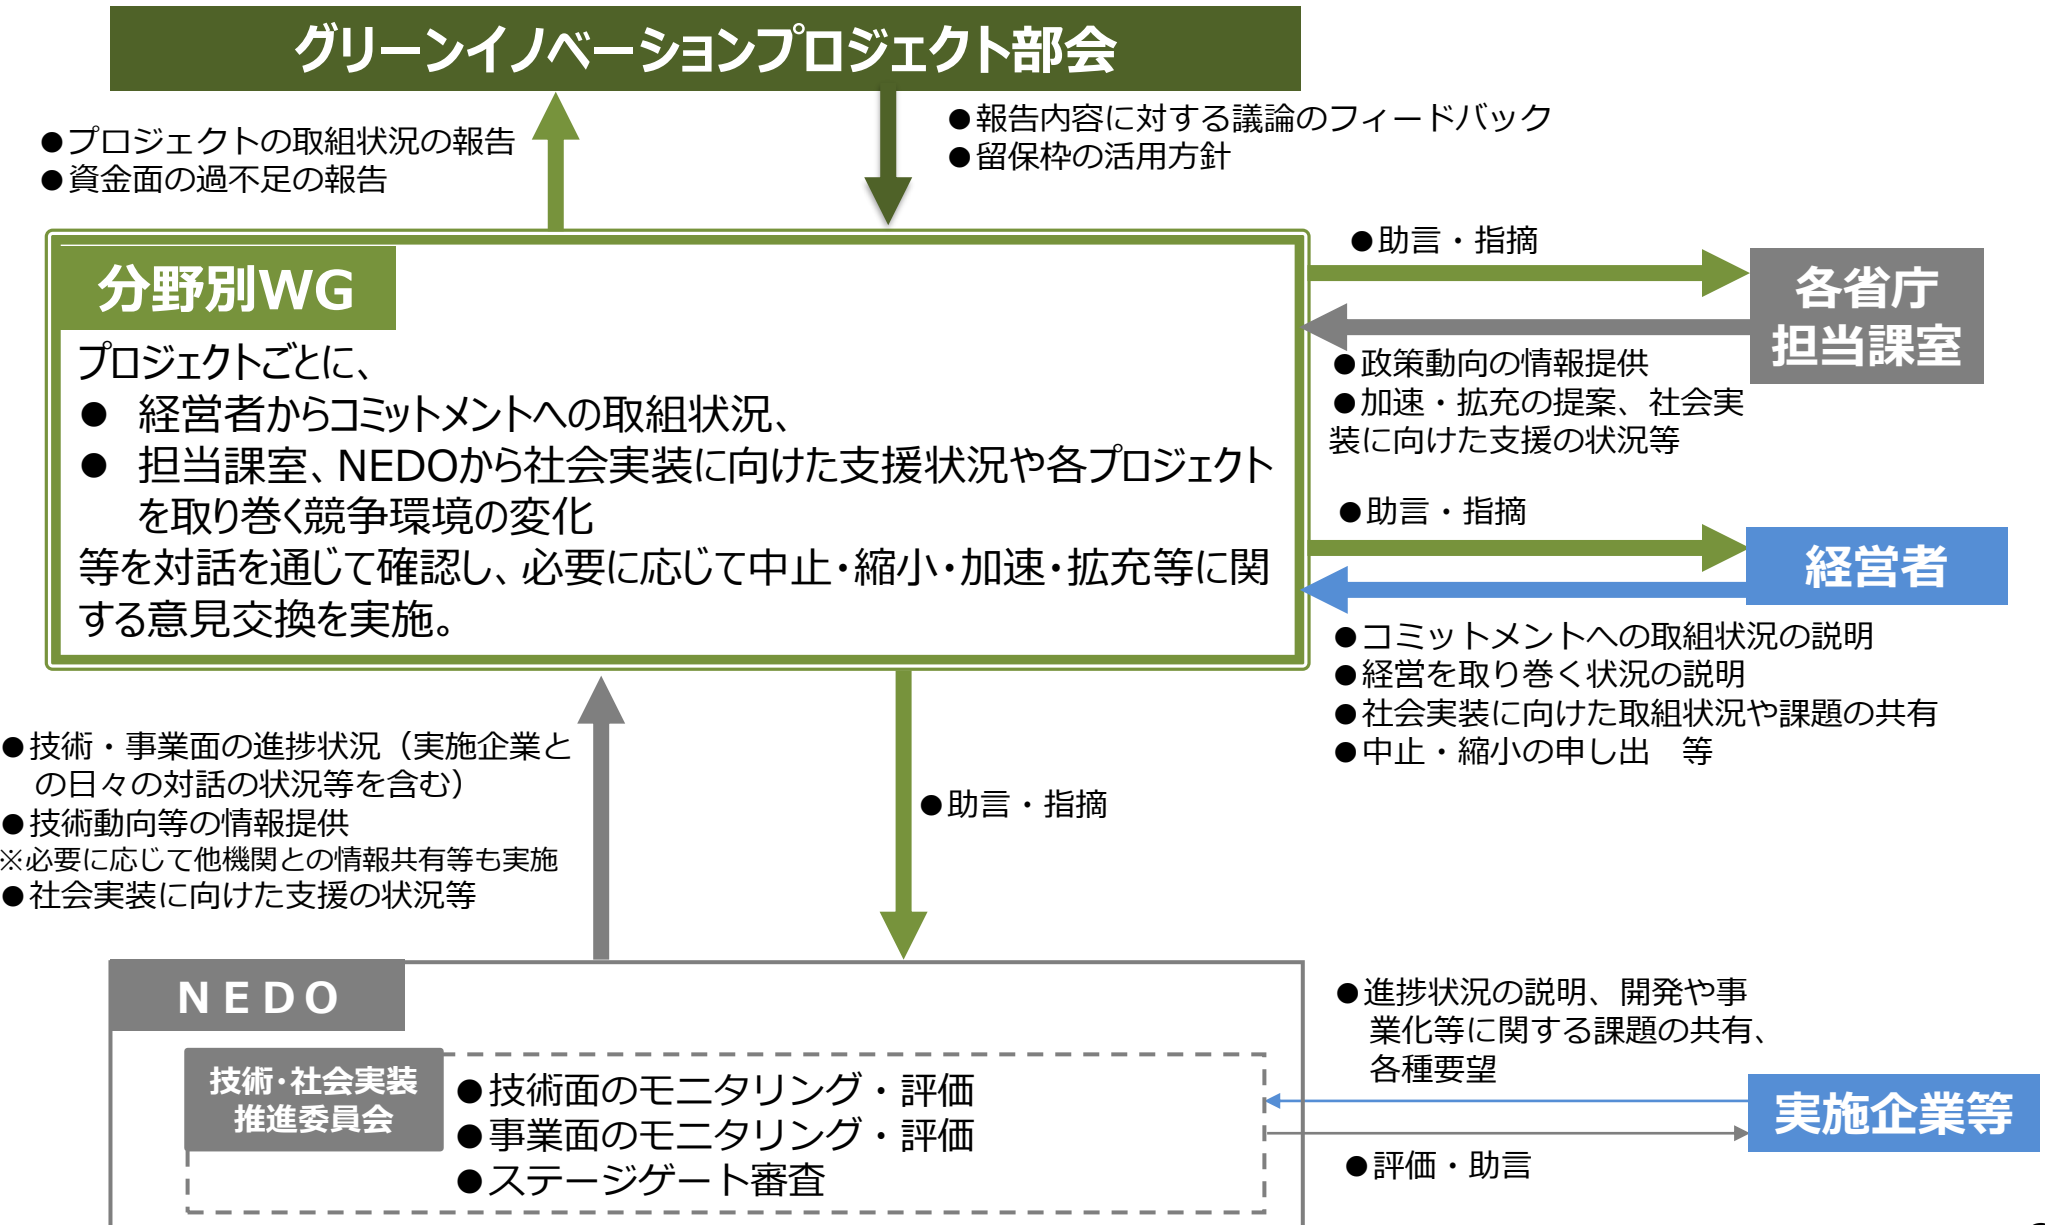 グリーンイノベーションプロジェクト部会
●プロジェクトの取組状況の報告
●資金面の過不足の報告
●報告内容に対する議論のフィードバック
●留保枠の活用方針
分野別WG
プロジェクトごとに、
● 経営者からコミットメントへの取組状況、
● 担当課室、NEDOから社会実装に向けた支援状況や各プロジェクト
を取り巻く競争環境の変化
等を対話を通じて確認し、必要に応じて中止・縮小・加速・拡充等に関
する意見交換を実施。
●助言・指摘
各省庁
担当課室
●政策動向の情報提供
●加速・拡充の提案、社会実
装に向けた支援の状況等
●助言・指摘
経営者
●コミットメントへの取組状況の説明
●経営を取り巻く状況の説明
●社会実装に向けた取組状況や課題の共有
●中止・縮小の申し出　等
●技術・事業面の進捗状況（実施企業と
の日々の対話の状況等を含む）
●技術動向等の情報提供
※必要に応じて他機関との情報共有等も実施
●社会実装に向けた支援の状況等
●助言・指摘
NEDO
技術・社会実装
推進委員会
●技術面のモニタリング・評価
●事業面のモニタリング・評価
●ステージゲート審査
●進捗状況の説明、開発や事
業化等に関する課題の共有、
各種要望
実施企業等
●評価・助言